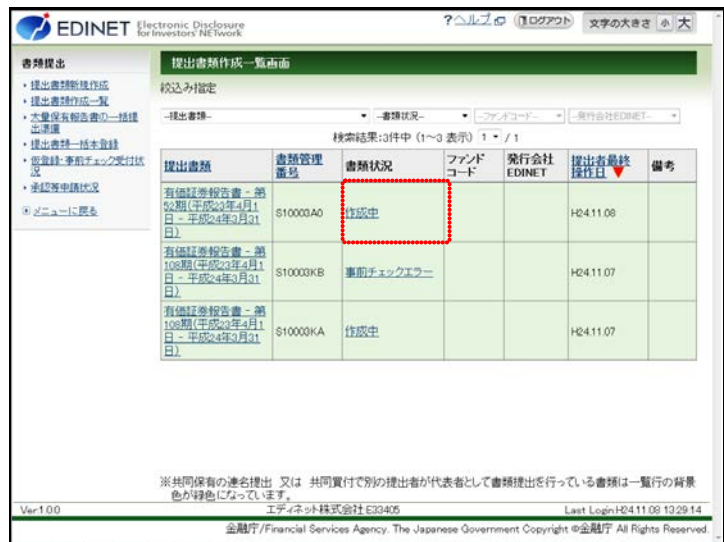 EDINET Electronic Disclosure for Investors' NETwork
?ヘルプ ログアウト 文字の大きさ 小 大
書類提出
・提出書類新規作成
・提出書類作成一覧
・大量保有報告書の一括提
出準備
・提出書類一括本登録
・仮登録・事前チェック受付状
況
・承認等申請状況
メニューに戻る
提出書類作成一覧画面
絞込み指定
--提出書類-- --書類状況-- --ファンドコード-- --発行会社EDINET--
検索結果:3件中 (1～3 表示) 1 / 1
提出書類 書類管理番号 書類状況 ファンドコード 発行会社EDINET 提出者最終操作日▼ 備考
有価証券報告書 - 第
52期(平成23年4月1
日 - 平成24年3月31
日)
S10003A0 作成中 H24.11.08
有価証券報告書 - 第
108期(平成23年4月1
日 - 平成24年3月31
日)
S10003KB 事前チェックエラー H24.11.07
有価証券報告書 - 第
108期(平成23年4月1
日 - 平成24年3月31
日)
S10003KA 作成中 H24.11.07
※共同保有の連名提出 又は 共同買付で別の提出者が代表者として書類提出を行っている書類は一覧行の背景
色が緑色になっています。
Ver.1.0.0 エディネット株式会社 E33405 Last Login:H24.11.08 13:29:14
金融庁/Financial Services Agency. The Japanese Government Copyright ©金融庁 All Rights Reserved.